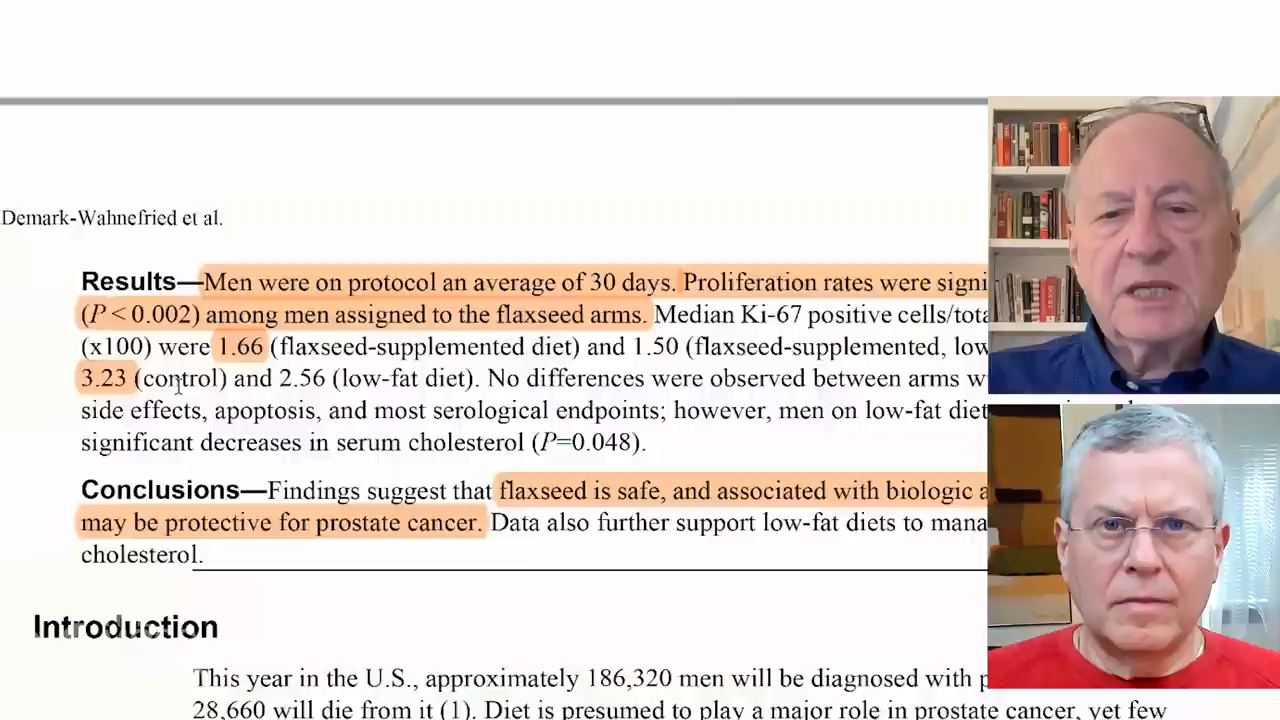 Demark-Wahnefried et al.
Results—Men were on protocol an average of 30 days. Proliferation rates were signi
(P < 0.002) among men assigned to the flaxseed arms. Median Ki-67 positive cells/tota
(x100) were 1.66 (flaxseed-supplemented diet) and 1.50 (flaxseed-supplemented, low
3.23 (control) and 2.56 (low-fat diet). No differences were observed between arms w
side effects, apoptosis, and most serological endpoints; however, men on low-fat diet
significant decreases in serum cholesterol (P=0.048).
Conclusions—Findings suggest that flaxseed is safe, and associated with biologic a
may be protective for prostate cancer. Data also further support low-fat diets to mana
cholesterol.
Introduction
This year in the U.S., approximately 186,320 men will be diagnosed with p
28,660 will die from it (1). Diet is presumed to play a major role in prostate cancer, yet few